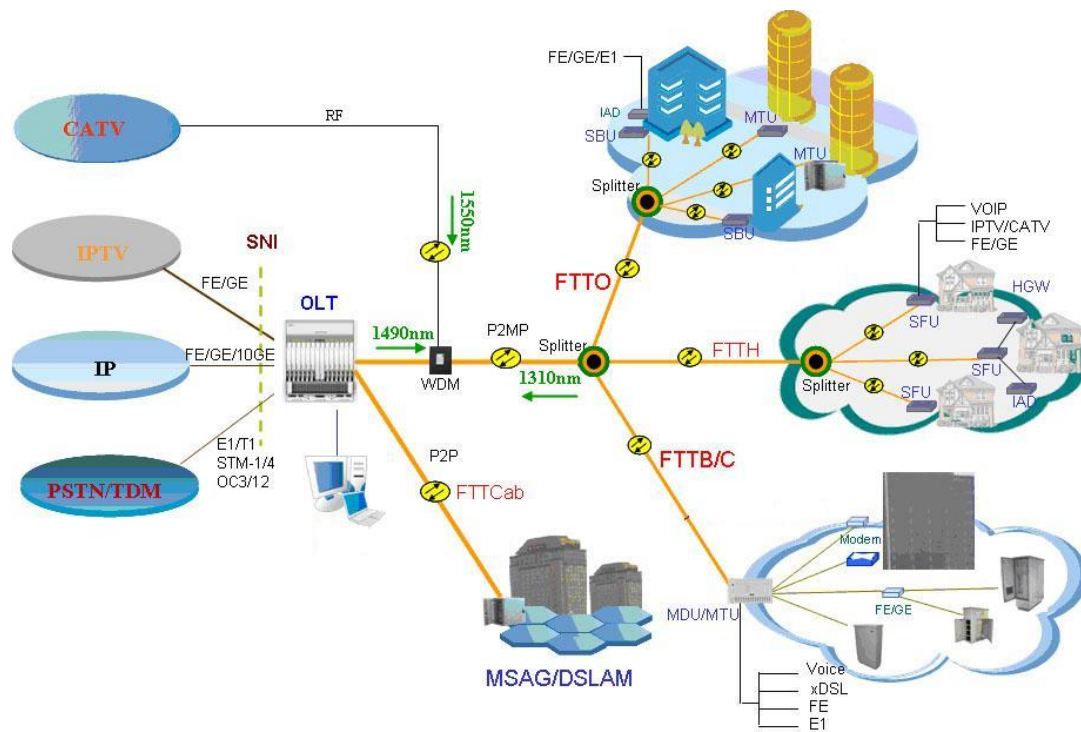 FE/GE/E1
IAD
SBU
MTU
MTU
Splitter
SBU
CATV
RF
1550nm
IPTV
SNI
FE/GE
OLT
IP
FE/GE/10GE
1490nm
WDM
P2MP
Splitter
1310nm
FTTO
FTTH
Splitter
VOIP
IPTV/CATV
FE/GE
SFU
HGW
SFU
SFU
IAD
PSTN/TDM
E1/T1
STM-1/4
OC3/12
P2P
FTTCab
MSAG/DSLAM
FTTB/C
MDU/MTU
Modem
FE/GE
Voice
xDSL
FE
E1